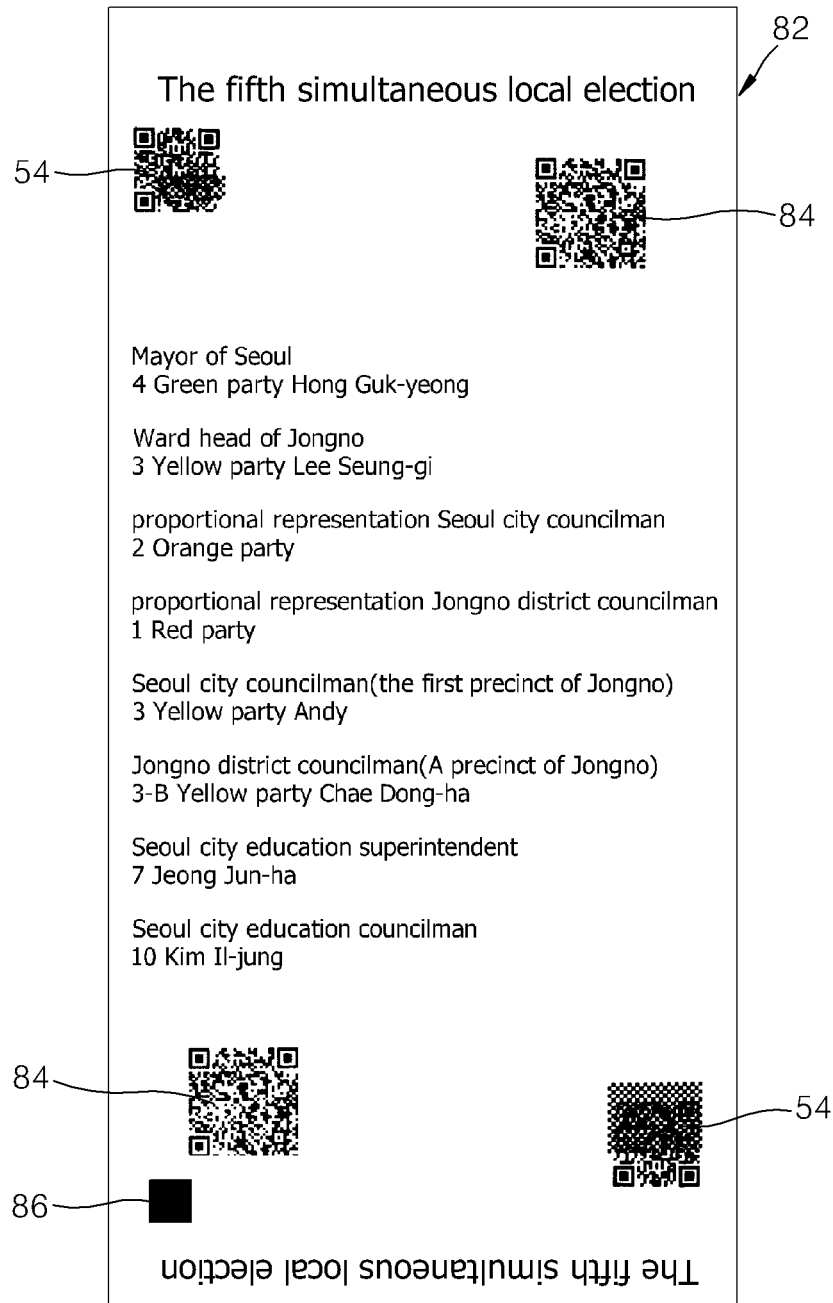 82
The fifth simultaneous local election
54
84
Mayor of Seoul
4 Green party Hong Guk-yeong
Ward head of Jongno
3 Yellow party Lee Seung-gi
proportional representation Seoul city councilman
2 Orange party
proportional representation Jongno district councilman
1 Red party
Seoul city councilman(the first precinct of Jongno)
3 Yellow party Andy
Jongno district councilman(A precinct of Jongno)
3-B Yellow party Chae Dong-ha
Seoul city education superintendent
7 Jeong Jun-ha
Seoul city education councilman
10 Kim Il-jung
84
54
86
The fifth simultaneous local election